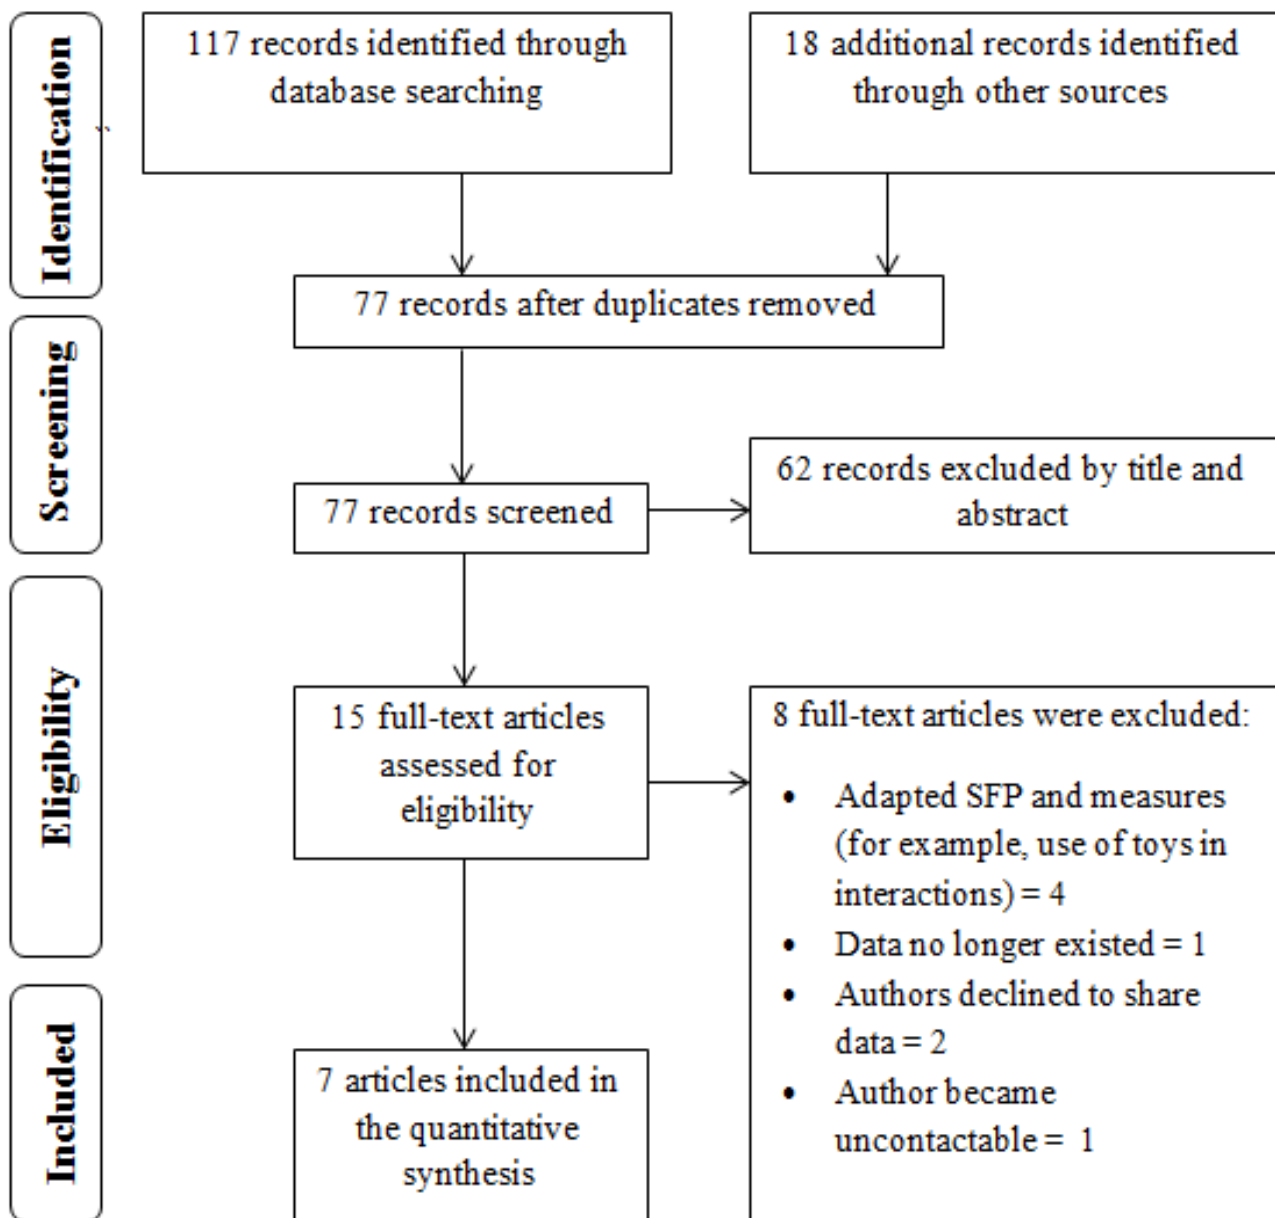 Identification
117 records identified through
database searching
18 additional records identified
through other sources
77 records after duplicates removed
Screening
77 records screened
62 records excluded by title and
abstract
Eligibility
15 full-text articles
assessed for
eligibility
8 full-text articles were excluded:
• Adapted SFP and measures
(for example, use of toys in
interactions) = 4
• Data no longer existed = 1
• Authors declined to share
data = 2
• Author became
uncontactable = 1
Included
7 articles included in
the quantitative
synthesis